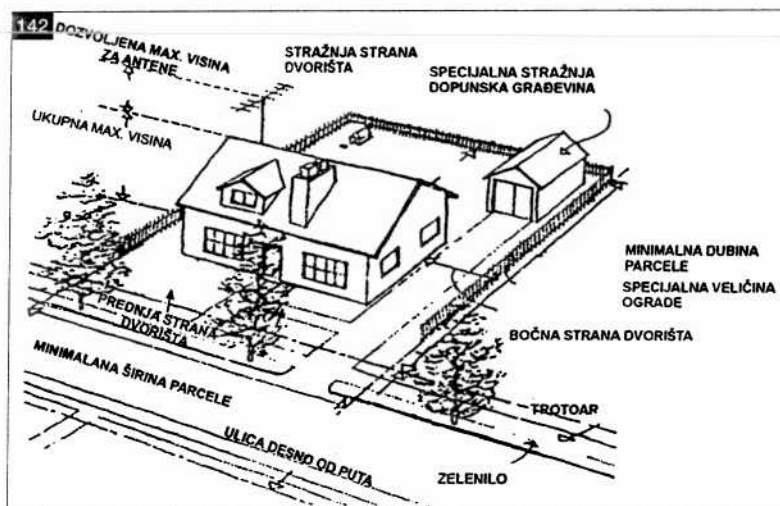 142
DOZVOLJENA MAX. VISINA
ZA ANTENE
STRAŽNJA STRANA
DVORIŠTA
SPECIJALNA STRAŽNJA
DOPUNSKA GRAĐEVINA
UKUPNA MAX. VISINA
MINIMALNA DUBINA
PARCELE
SPECIJALNA VELIČINA
OGRADE
PREDNJA STRANA
DVORIŠTA
BOČNA STRANA DVORIŠTA
MINIMALANA ŠIRINA PARCELE
TROTOAR
ULICA DESNO OD PUTA
ZELENILO